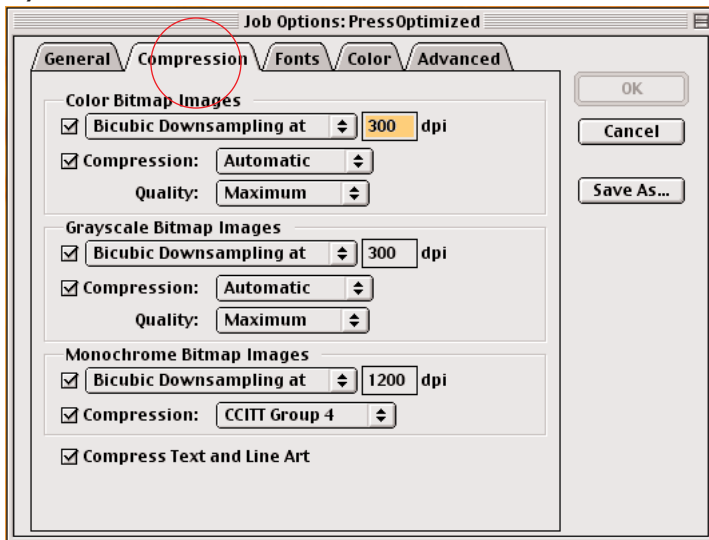 Job Options: PressOptimized
General Compression Fonts Color Advanced
Color Bitmap Images
Bicubic Downsampling at 300 dpi
Compression: Automatic
Quality: Maximum
Grayscale Bitmap Images
Bicubic Downsampling at 300 dpi
Compression: Automatic
Quality: Maximum
Monochrome Bitmap Images
Bicubic Downsampling at 1200 dpi
Compression: CCITT Group 4
Compress Text and Line Art
OK
Cancel
Save As...